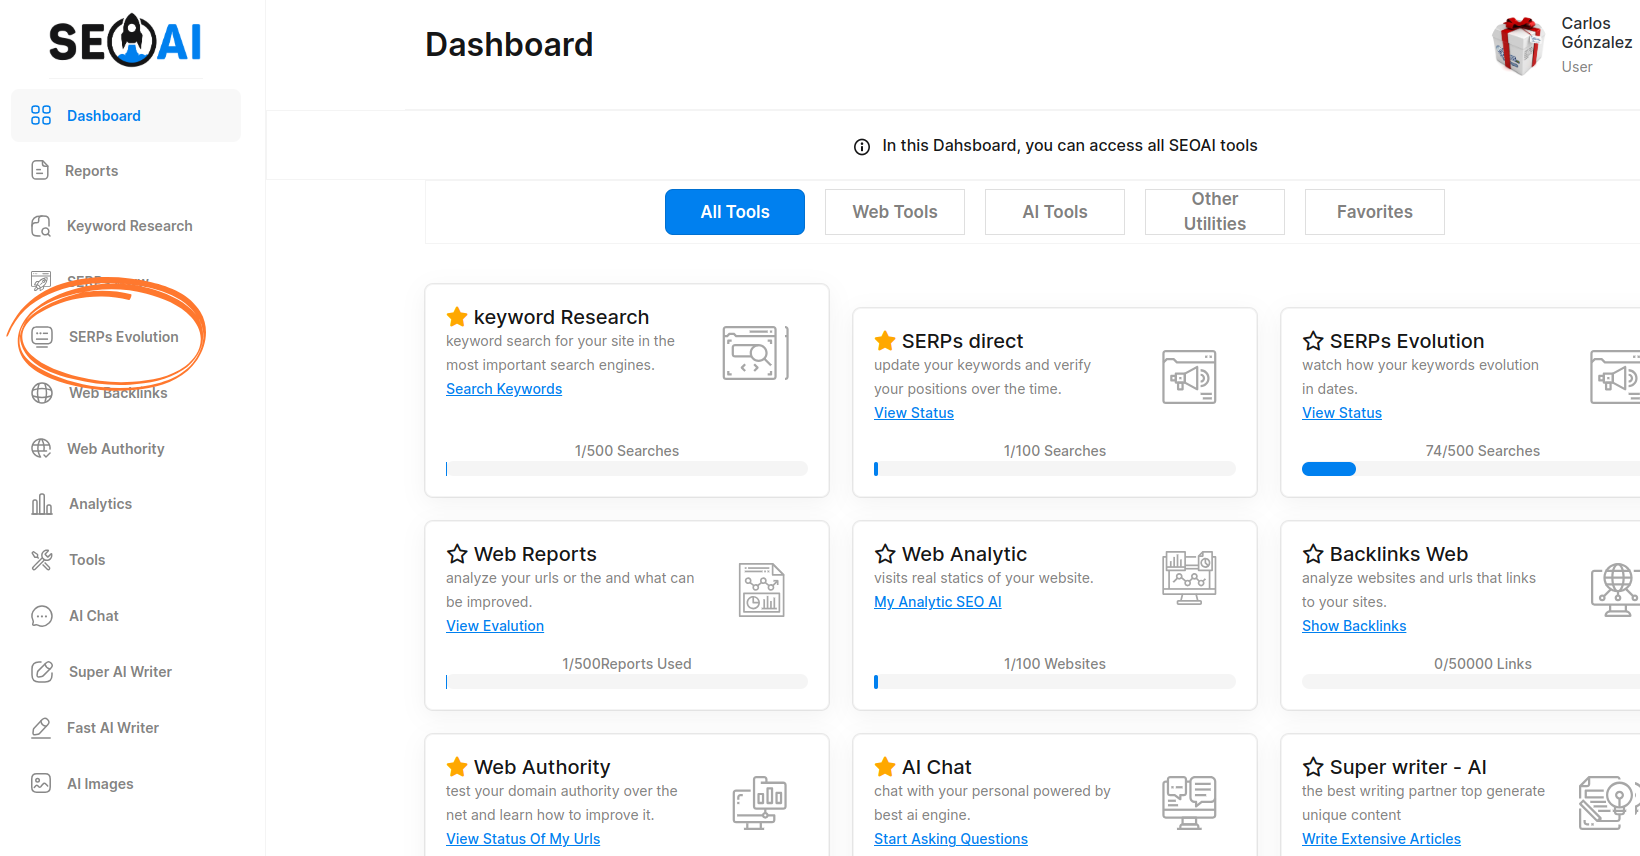 SEOAI
Dashboard
Carlos
Gónzalez
User
Dashboard
Reports
Keyword Research
SERPs Evolution
Web Backlinks
Web Authority
Analytics
Tools
AI Chat
Super AI Writer
Fast AI Writer
AI Images
In this Dahsboard, you can access all SEOAI tools
All Tools
Web Tools
AI Tools
Other
Utilities
Favorites
keyword Research
keyword search for your site in the
most important search engines.
Search Keywords
1/500 Searches
SERPs direct
update your keywords and verify
your positions over the time.
View Status
1/100 Searches
SERPs Evolution
watch how your keywords evolution
in dates.
View Status
74/500 Searches
Web Reports
analyze your urls or the and what can
be improved.
View Evalution
1/500Reports Used
Web Analytic
visits real statics of your website.
My Analytic SEO AI
1/100 Websites
Backlinks Web
analyze websites and urls that links
to your sites.
Show Backlinks
0/50000 Links
Web Authority
test your domain authority over the
net and learn how to improve it.
View Status Of My Urls
AI Chat
chat with your personal powered by
best ai engine.
Start Asking Questions
Super writer - AI
the best writing partner top generate
unique content
Write Extensive Articles